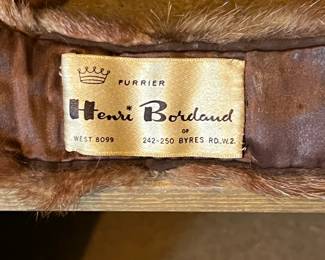 FURRIER
Henri Bordaud
OF
WEST 8099 242-250 BYRES RD., W.2.